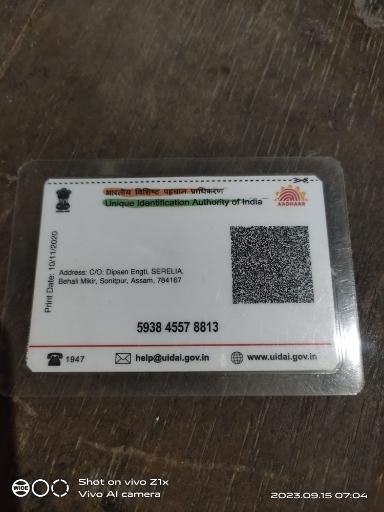 भारतीय विशिष्ट पहचान प्राधिकरण
Unique Identification Authority of India
AADHAAR
Print Date: 10/11/2020
Address: C/O: Dipsen Engti, SERELIA,
Behali Mikir, Sonitpur, Assam, 784167
5938 4557 8813
1947
help@uidai.gov.in
www.uidai.gov.in
WIDE
Shot on vivo Z1x
Vivo AI camera
2023.09.15 07:04